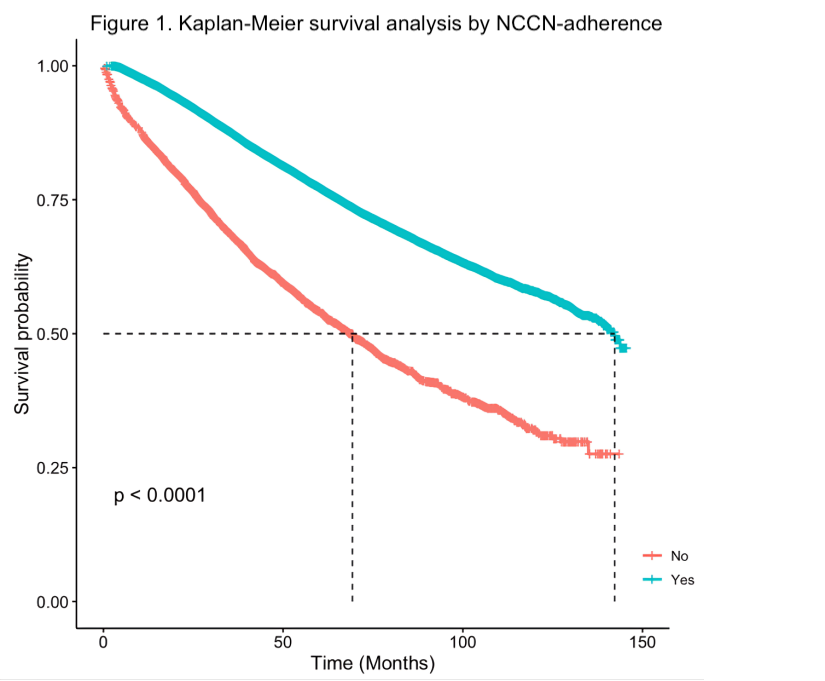 Figure 1. Kaplan-Meier survival analysis by NCCN-adherence
1.00
0.75
0.50
0.25
0.00
Survival probability
p < 0.0001
No
Yes
0
50
100
150
Time (Months)